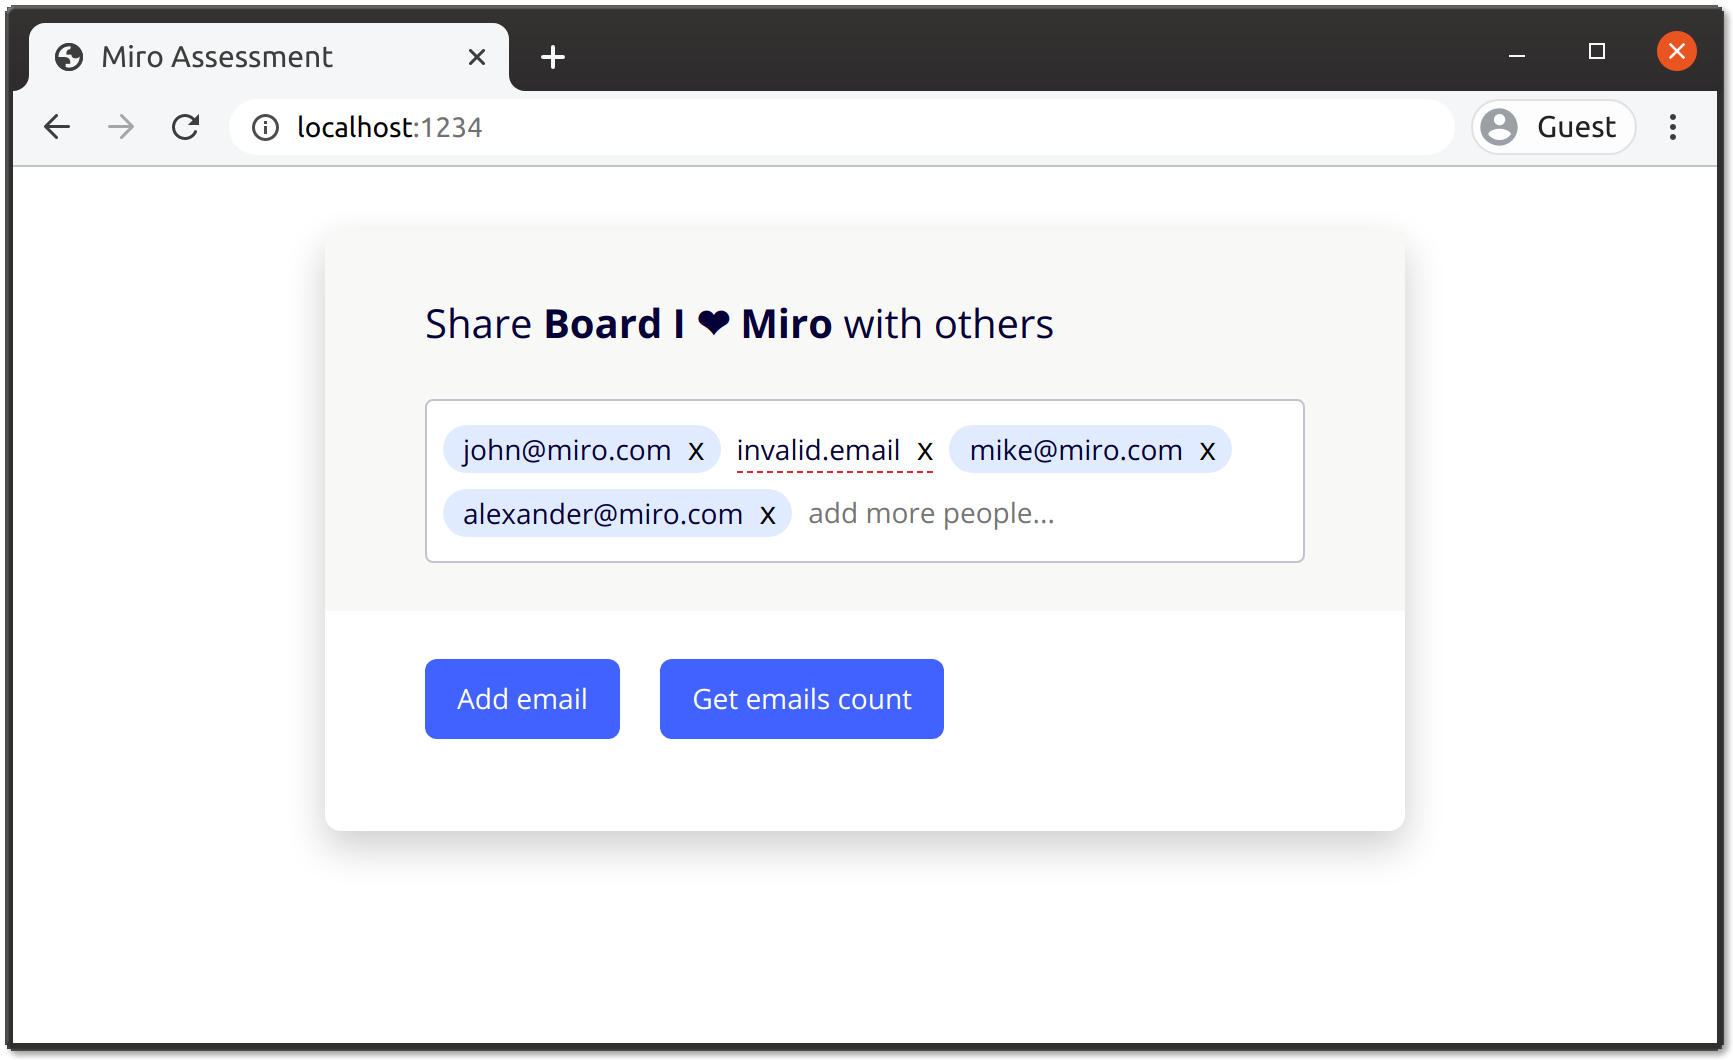 Miro Assessment
localhost:1234
Guest
Share Board I ❤ Miro with others
john@miro.com x invalid.email x mike@miro.com x
alexander@miro.com x add more people...
Add email Get emails count